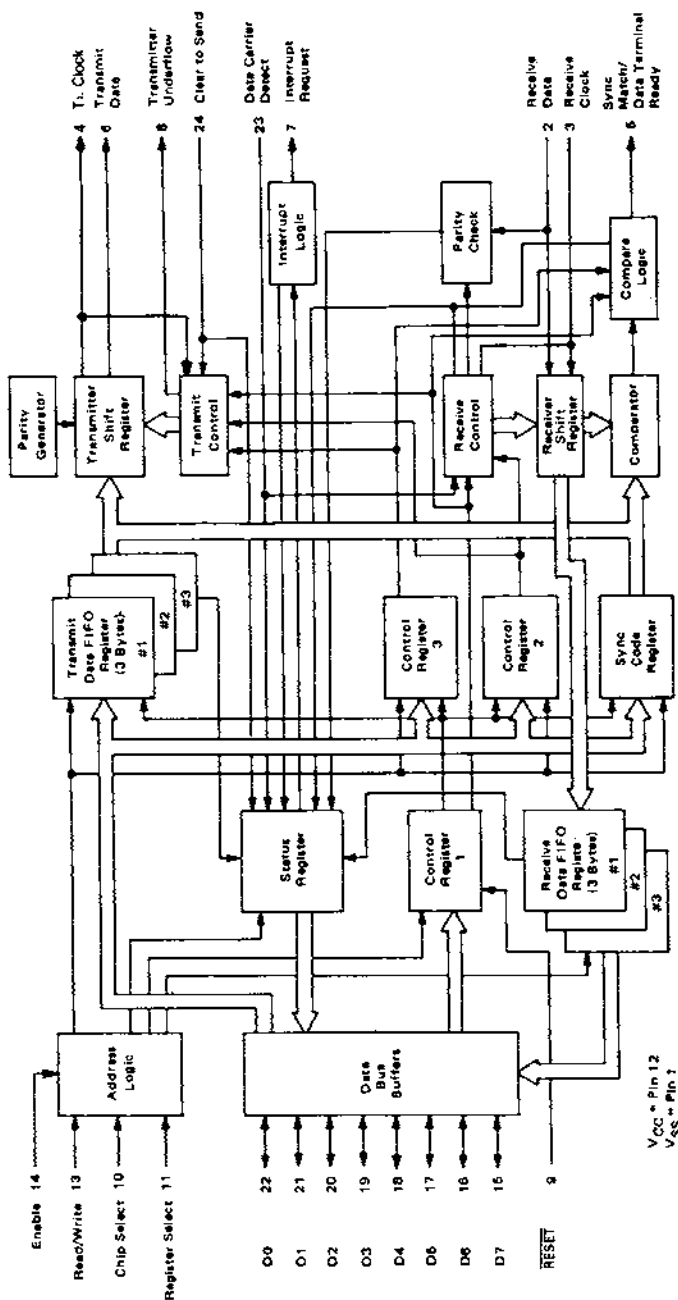 Enable 14
Read/Write 13
Chip Select 10
Register Select 11
D0 22
D1 21
D2 20
D3 19
D4 18
D5 17
D6 16
D7 15
RESET 9
VCC = Pin 12
VSS = Pin 1
Address
Logic
Data
Bus
Buffers
Status
Register
Control
Register
1
Receive
Data FIFO
Register
(3 Bytes)
#1
#2
#3
Transmit
Data FIFO
Register
(3 Bytes)
#1
#2
#3
Control
Register
3
Control
Register
2
Sync
Code
Register
Parity
Generator
Transmitter
Shift
Register
Transmit
Control
Receive
Control
Receiver
Shift
Register
Comparator
Interrupt
Logic
Parity
Check
Compare
Logic
4 Tx Clock
6 Transmit
Data
8 Transmitter
Underflow
24 Clear to Send
23 Data Carrier
Detect
7 Interrupt
Request
2 Receive
Data
3 Receive
Clock
5 Sync
Match/
Data Terminal
Ready